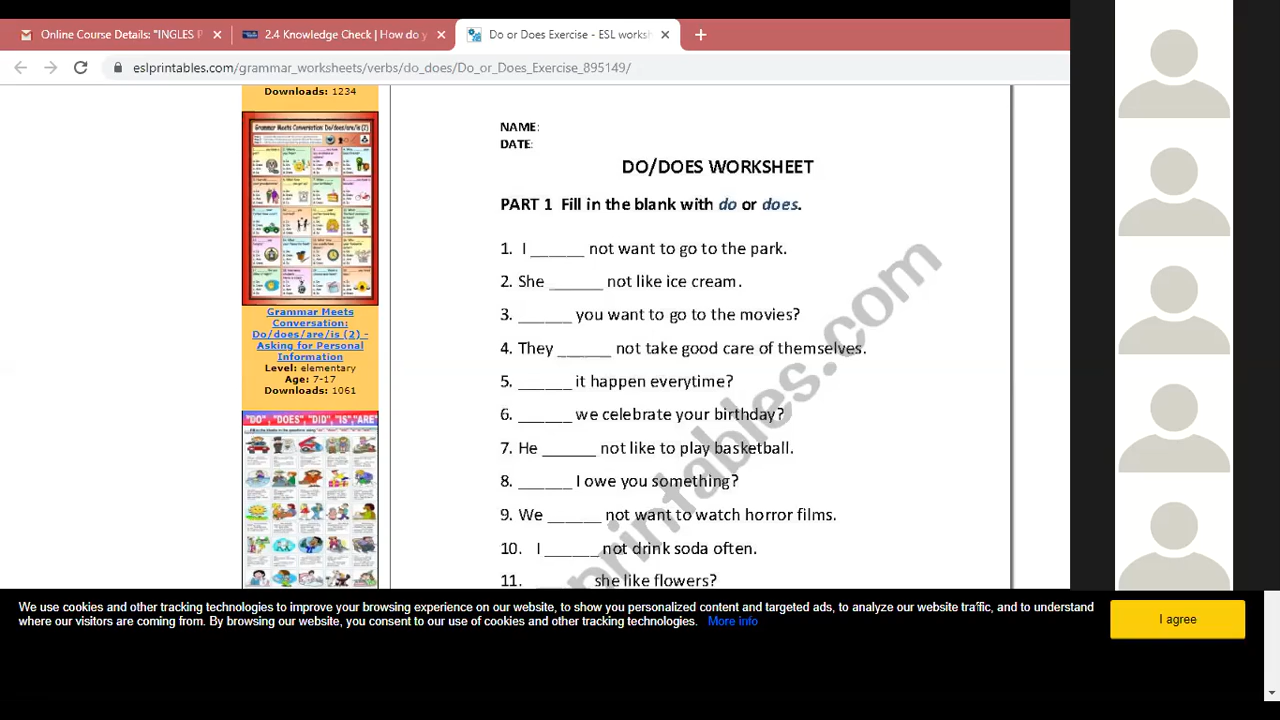 Online Course Details: "INGLES P
2.4 Knowledge Check | How do y
Do or Does Exercise - ESL works
eslprintables.com/grammar_worksheets/verbs/do_does/Do_or_Does_Exercise_895149/
Downloads: 1234
Grammar Meets Conversation: Do/does/are/is (2)
Grammar Meets
Conversation:
Do/does/are/is (2) -
Asking for Personal
Information
Level: elementary
Age: 7-17
Downloads: 1061
"DO", "DOES", "DID", "IS", "ARE"
NAME:
DATE:
DO/DOES WORKSHEET
PART 1 Fill in the blank with do or does.
1. I ______ not want to go to the park.
2. She ______ not like ice cream.
3. ______ you want to go to the movies?
4. They ______ not take good care of themselves.
5. ______ it happen everytime?
6. ______ we celebrate your birthday?
7. He ______ not like to play basketball.
8. ______ I owe you something?
9. We ______ not want to watch horror films.
10. I ______ not drink soda often.
11. ______ she like flowers?
printables.com
We use cookies and other tracking technologies to improve your browsing experience on our website, to show you personalized content and targeted ads, to analyze our website traffic, and to understand
where our visitors are coming from. By browsing our website, you consent to our use of cookies and other tracking technologies. More info
I agree